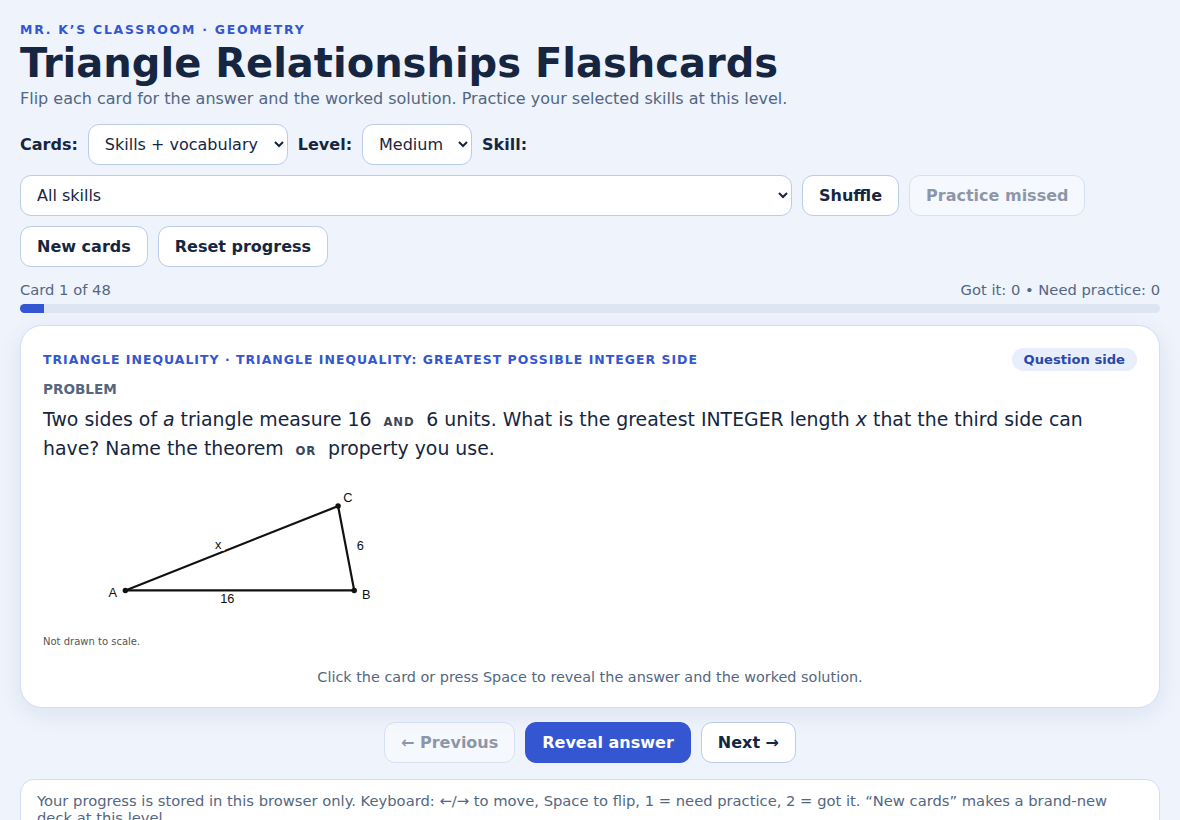 MR. K’S CLASSROOM · GEOMETRY
Triangle Relationships Flashcards
Flip each card for the answer and the worked solution. Practice your selected skills at this level.
Cards: Skills + vocabulary Level: Medium Skill:
All skills Shuffle Practice missed
New cards Reset progress
Card 1 of 48 Got it: 0 • Need practice: 0
TRIANGLE INEQUALITY · TRIANGLE INEQUALITY: GREATEST POSSIBLE INTEGER SIDE Question side
PROBLEM
Two sides of a triangle measure 16 AND 6 units. What is the greatest INTEGER length x that the third side can
have? Name the theorem OR property you use.
C
x 6
A B
16
Not drawn to scale.
Click the card or press Space to reveal the answer and the worked solution.
← Previous Reveal answer Next →
Your progress is stored in this browser only. Keyboard: ←/→ to move, Space to flip, 1 = need practice, 2 = got it. “New cards” makes a brand-new
deck at this level.